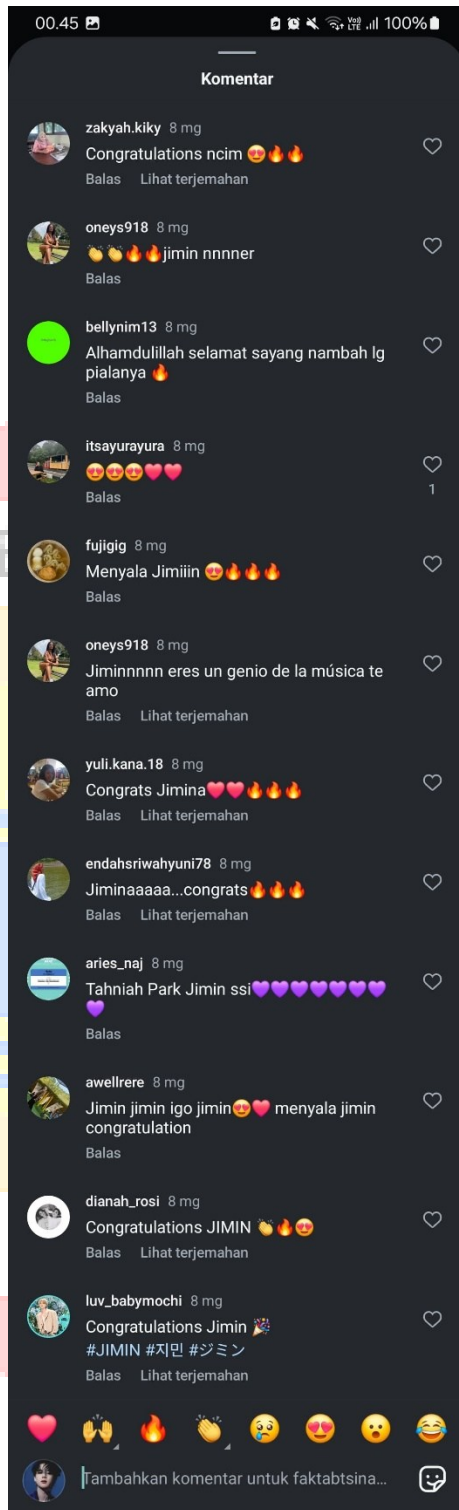 00.45 Vo)) LTE 100%
Komentar
zakyah.kiky 8 mg
Congratulations ncim 😍🔥🔥
Balas Lihat terjemahan
oneys918 8 mg
👏👏🔥🔥jimin nnnner
Balas
bellynim13 8 mg
Alhamdulillah selamat sayang nambah lg
pialanya 🔥
Balas
itsayurayura 8 mg
😍😍😍❤️❤️
1
Balas
fujigig 8 mg
Menyala Jimiiin 😍🔥🔥🔥
Balas
oneys918 8 mg
Jiminnnnn eres un genio de la música te
amo
Balas Lihat terjemahan
yuli.kana.18 8 mg
Congrats Jimina❤️❤️🔥🔥🔥
Balas Lihat terjemahan
endahsriwahyuni78 8 mg
Jiminaaaaa...congrats🔥🔥🔥
Balas Lihat terjemahan
aries_naj 8 mg
Tahniah Park Jimin ssi💜💜💜💜💜💜💜
💜
Balas
awellrere 8 mg
Jimin jimin igo jimin😍❤️ menyala jimin
congratulation
Balas
dianah_rosi 8 mg
Congratulations JIMIN 👏🔥😍
Balas Lihat terjemahan
luv_babymochi 8 mg
Congratulations Jimin 🎉
#JIMIN #지민 #ジミン
Balas Lihat terjemahan
❤️ 🙌 🔥 👏 😢 😍 😮 😂
Tambahkan komentar untuk faktabtsina...